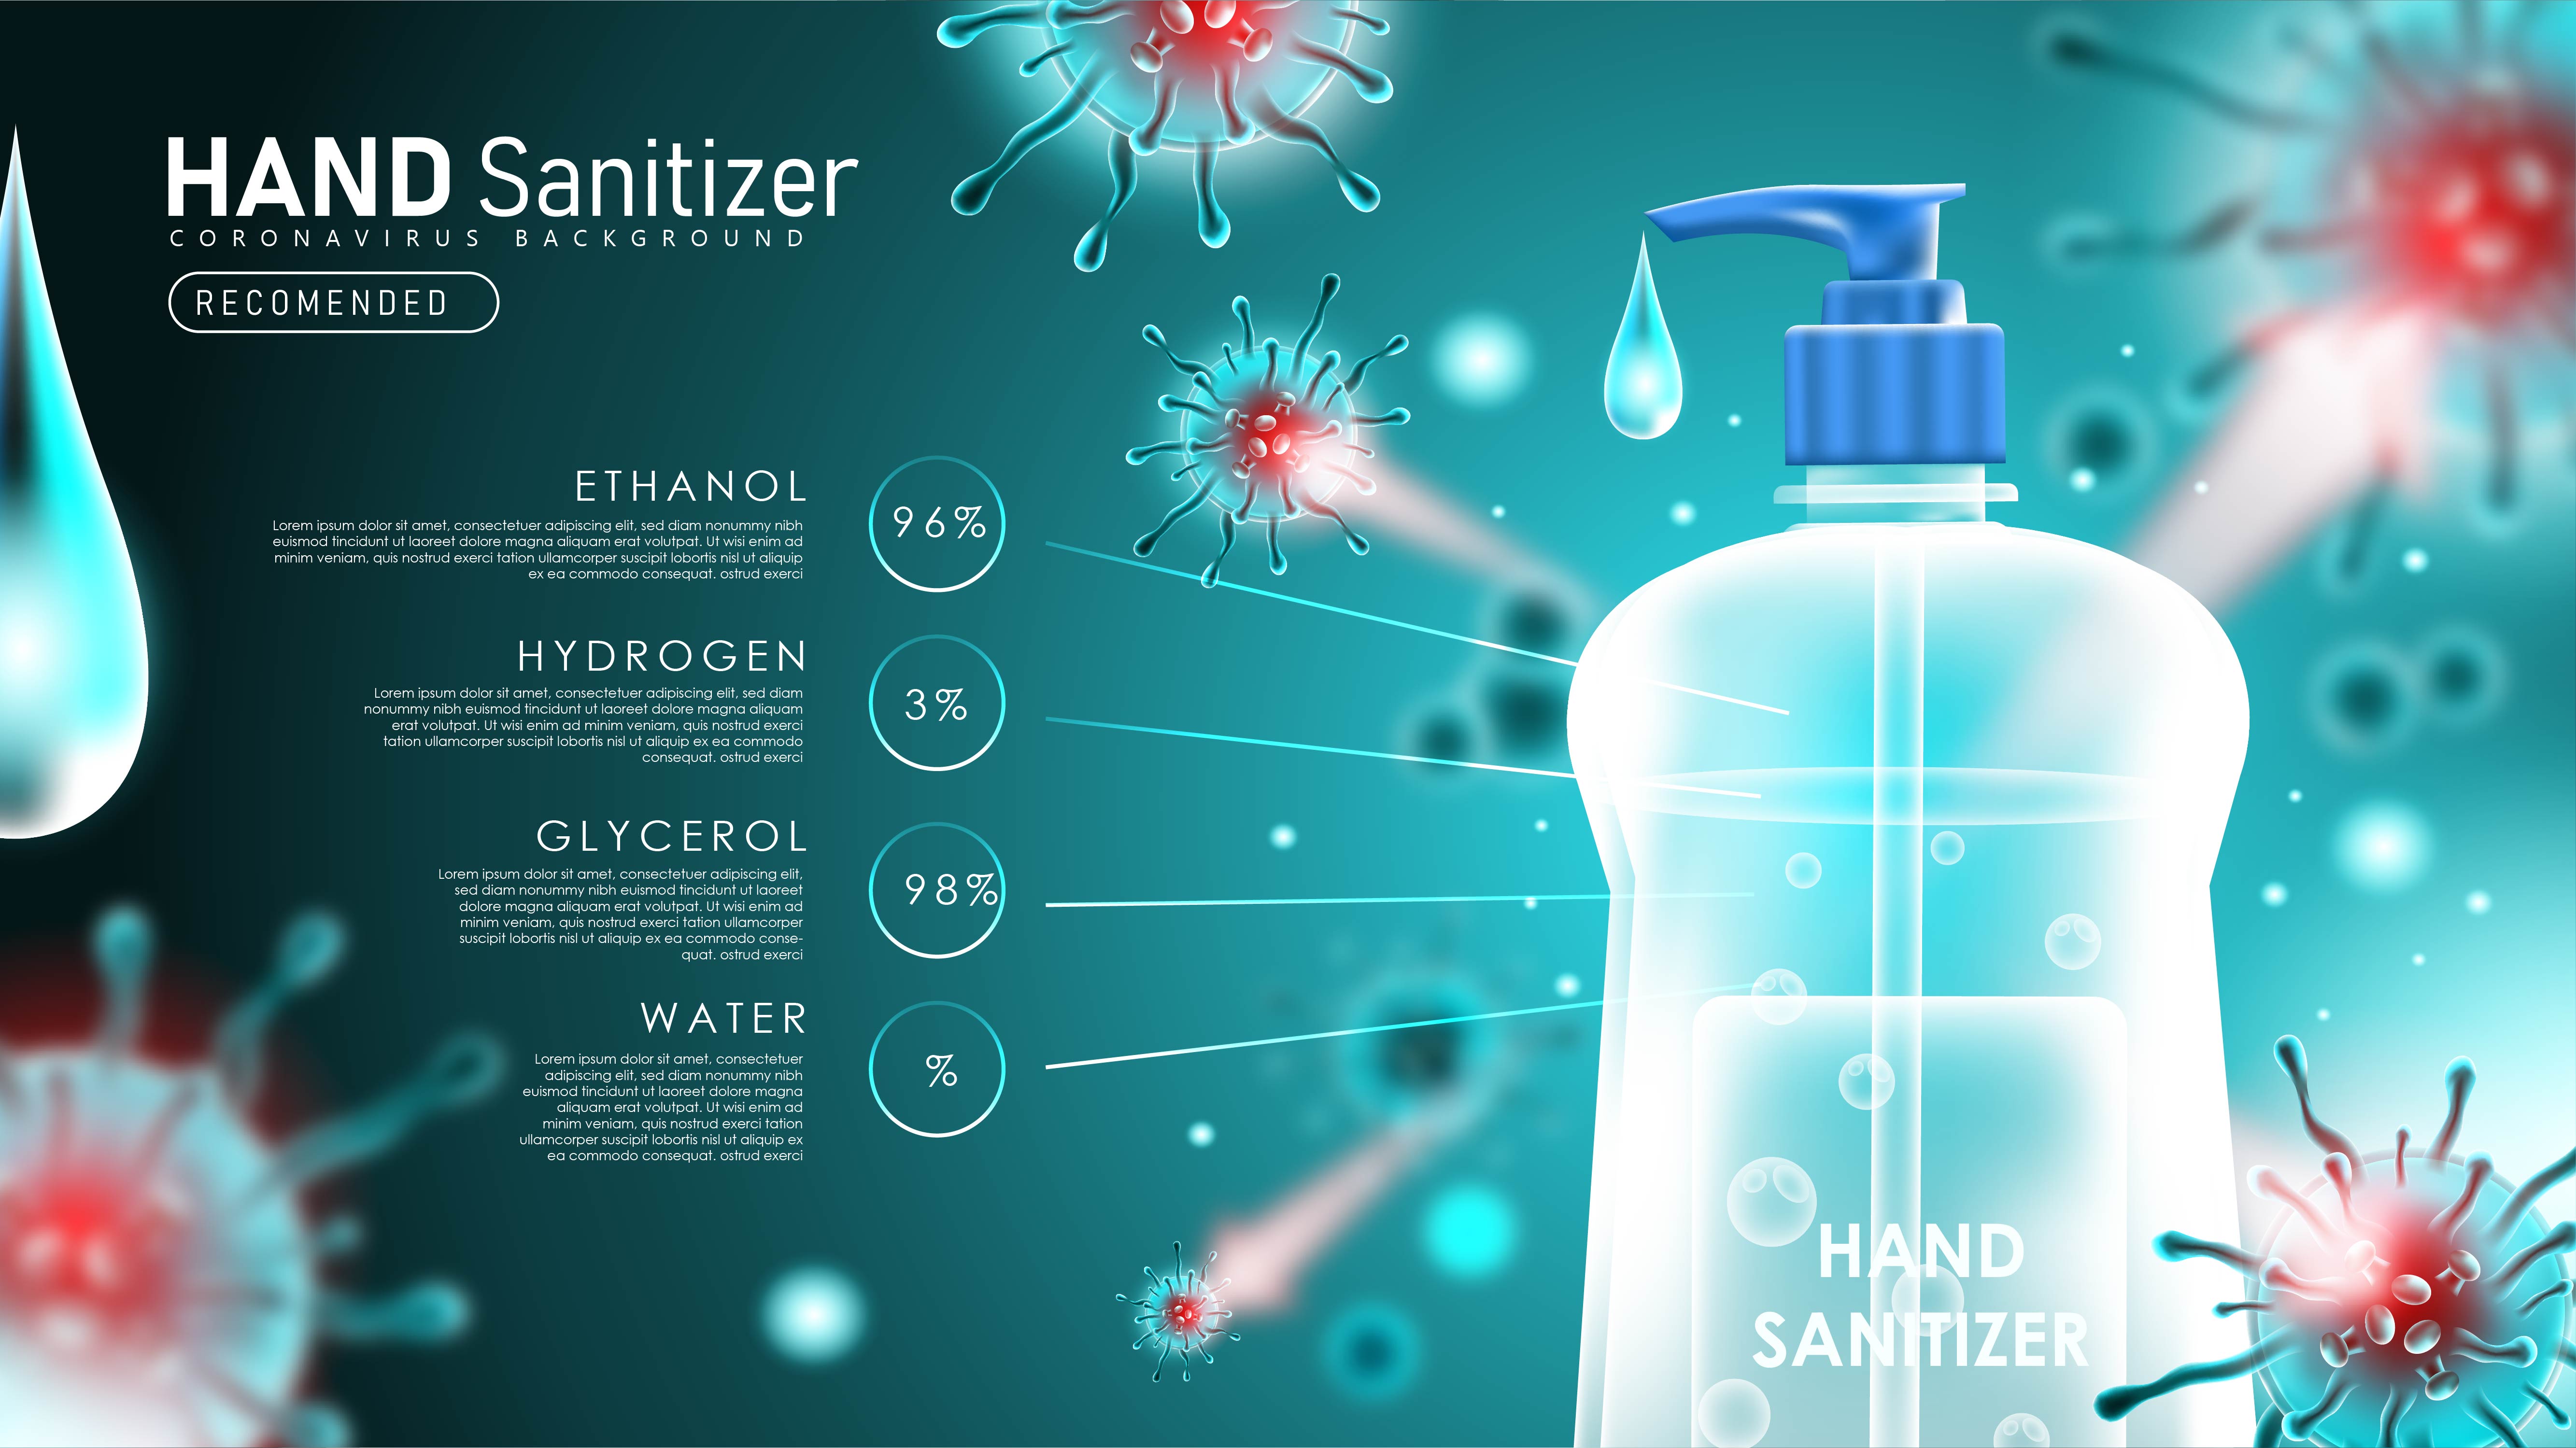 HAND Sanitizer
CORONAVIRUS BACKGROUND
RECOMENDED
ETHANOL
Lorem ipsum dolor sit amet, consectetuer adipiscing elit, sed diam nonummy nibh
euismod tincidunt ut laoreet dolore magna aliquam erat volutpat. Ut wisi enim ad
minim veniam, quis nostrud exerci tation ullamcorper suscipit lobortis nisl ut aliquip
ex ea commodo consequat. ostrud exerci
96%
HYDROGEN
Lorem ipsum dolor sit amet, consectetuer adipiscing elit, sed diam
nonummy nibh euismod tincidunt ut laoreet dolore magna aliquam
erat volutpat. Ut wisi enim ad minim veniam, quis nostrud exerci
tation ullamcorper suscipit lobortis nisl ut aliquip ex ea commodo
consequat. ostrud exerci
3%
GLYCEROL
Lorem ipsum dolor sit amet, consectetuer adipiscing elit,
sed diam nonummy nibh euismod tincidunt ut laoreet
dolore magna aliquam erat volutpat. Ut wisi enim ad
minim veniam, quis nostrud exerci tation ullamcorper
suscipit lobortis nisl ut aliquip ex ea commodo conse-
quat. ostrud exerci
98%
WATER
Lorem ipsum dolor sit amet, consectetuer
adipiscing elit, sed diam nonummy nibh
euismod tincidunt ut laoreet dolore magna
aliquam erat volutpat. Ut wisi enim ad
minim veniam, quis nostrud exerci tation
ullamcorper suscipit lobortis nisl ut aliquip ex
ea commodo consequat. ostrud exerci
%
HAND
SANITIZER